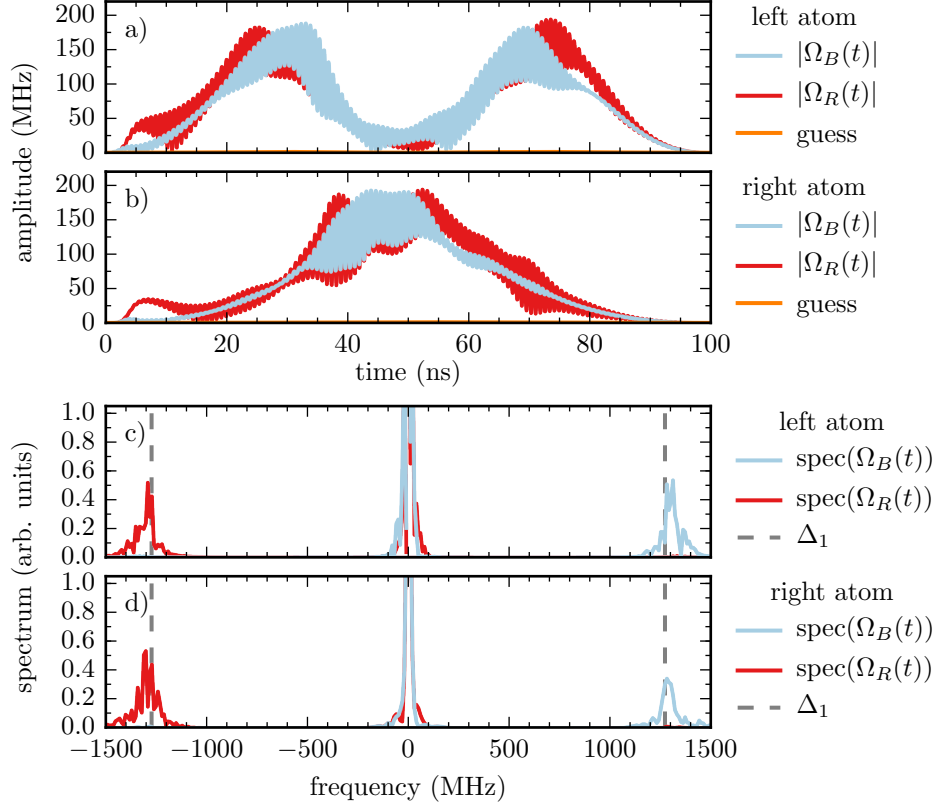 a)
amplitude (MHz)
0
50
100
150
200
left atom
|Ω_B(t)|
|Ω_R(t)|
guess
b)
0
50
100
150
200
right atom
|Ω_B(t)|
|Ω_R(t)|
guess
0 20 40 60 80 100
time (ns)
c)
spectrum (arb. units)
0.0
0.2
0.4
0.6
0.8
1.0
left atom
spec(Ω_B(t))
spec(Ω_R(t))
Δ_1
d)
0.0
0.2
0.4
0.6
0.8
1.0
right atom
spec(Ω_B(t))
spec(Ω_R(t))
Δ_1
−1500 −1000 −500 0 500 1000 1500
frequency (MHz)